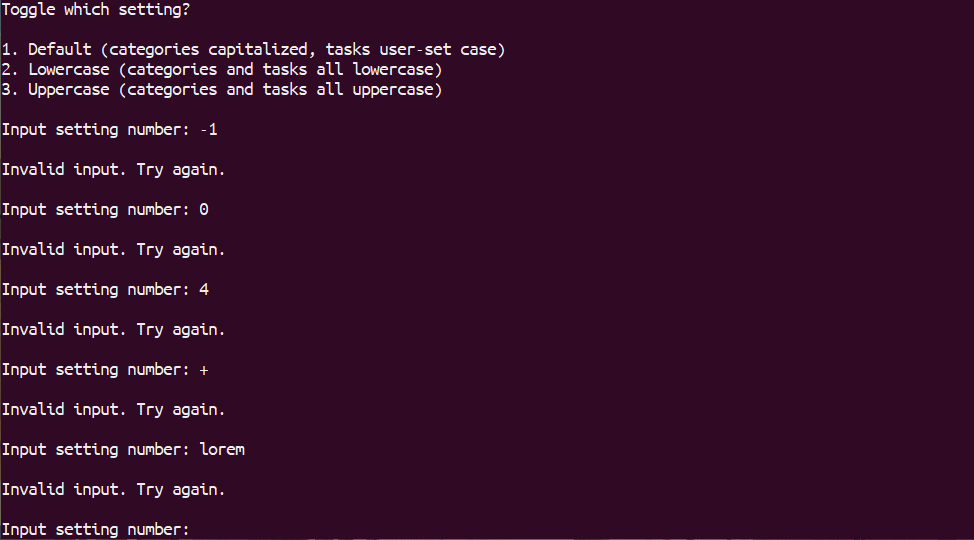 Toggle which setting?
1. Default (categories capitalized, tasks user-set case)
2. Lowercase (categories and tasks all lowercase)
3. Uppercase (categories and tasks all uppercase)
Input setting number: -1
Invalid input. Try again.
Input setting number: 0
Invalid input. Try again.
Input setting number: 4
Invalid input. Try again.
Input setting number: +
Invalid input. Try again.
Input setting number: lorem
Invalid input. Try again.
Input setting number: